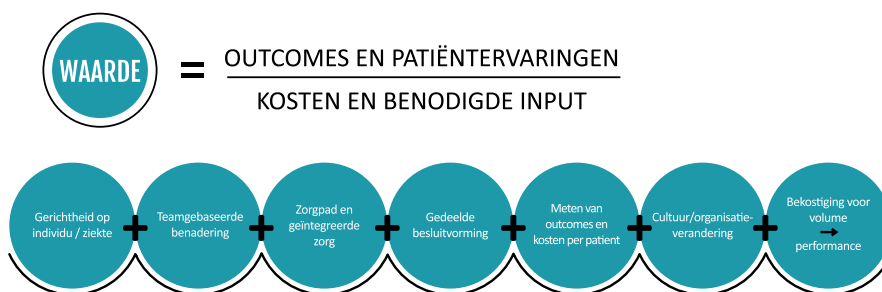 WAARDE
=
OUTCOMES EN PATIËNTERVARINGEN
KOSTEN EN BENODIGDE INPUT
Gerichtheid op
individu / ziekte
+
Teamgebaseerde
benadering
+
Zorgpad en
geïntegreerde
zorg
+
Gedeelde
besluitvorming
+
Meten van
outcomes en
kosten per patient
+
Cultuur/organisatie-
verandering
+
Bekostiging voor
volume
→
performance